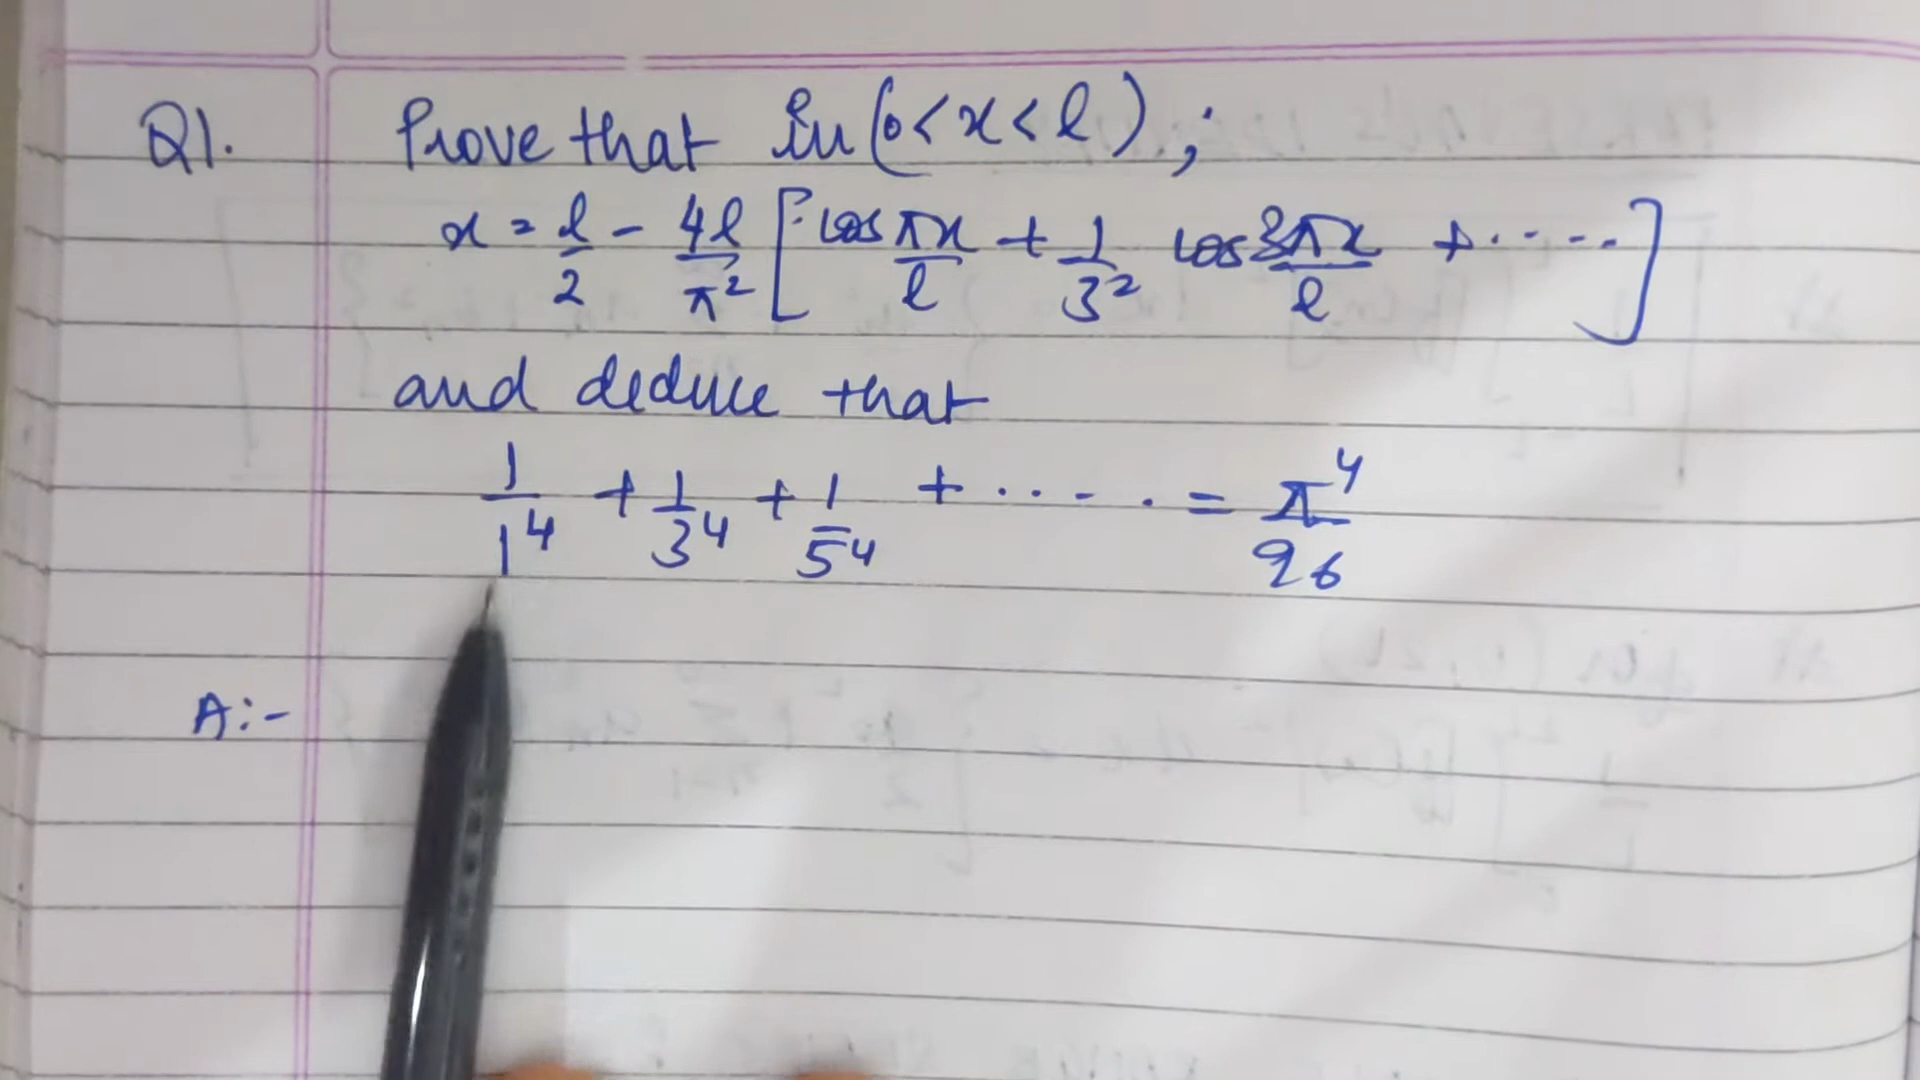 Q1. Prove that in (0 < x < l) ;
x = l/2 - 4l/π² [ cos πx/l + 1/3² cos 3πx/l + ..... ]
and deduce that
1/1⁴ + 1/3⁴ + 1/5⁴ + ..... = π⁴/96
A:-